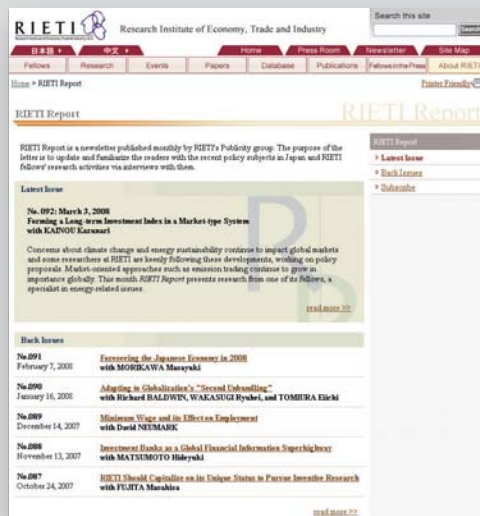 RIETI
Research Institute of Economy, Trade and Industry
Search this site
日本語
中文
Home
Press Room
Newsletter
Site Map
Fellows
Research
Events
Papers
Database
Publications
Fellows in the Press
About RIETI
Home > RIETI Report
Printer Friendly
RIETI Report
RIETI Report
RIETI Report is a newsletter published monthly by RIETI's Publicity group. The purpose of the
letter is to update and familiarize the readers with the recent policy subjects in Japan and RIETI
fellows' research activities via interviews with them.
RIETI Report
Latest Issue
Back Issues
Subscribe
Latest Issue
No.092: March 3, 2008
Forming a Long-term Investment Index in a Market-type System
with KAINOU Kazunari
Concerns about climate change and energy sustainability continue to impact global markets
and some researchers at RIETI are keenly following these developments, working on policy
proposals. Market-oriented approaches such as emission trading continue to grow in
importance globally. This month RIETI Report presents research from one of its fellows, a
specialist in energy-related issues.
read more >>
Back Issues
No.091
February 7, 2008
Foreseeing the Japanese Economy in 2008
with MORIKAWA Masayuki
No.090
January 16, 2008
Adapting to Globalization's "Second Unbundling"
with Richard BALDWIN, WAKASUGI Ryuhei, and TOMIURA Eiichi
No.089
December 14, 2007
Minimum Wage and its Effect on Employment
with David NEUMARK
No.088
November 13, 2007
Investment Banks as a Global Financial Information Superhighway
with MATSUMOTO Hideyuki
No.087
October 24, 2007
RIETI Should Capitalize on its Unique Status to Pursue Inventive Research
with FUJITA Masahisa
read more >>